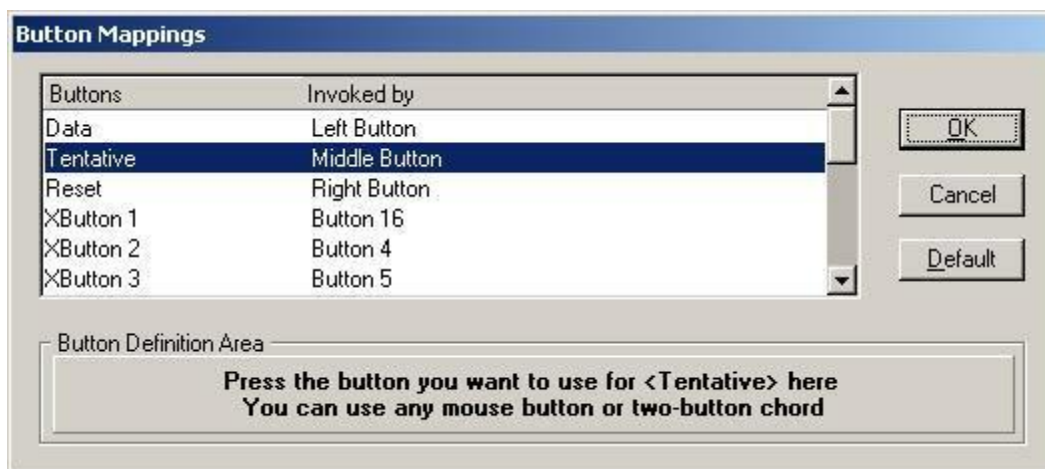 Button Mappings
Buttons Invoked by
Data Left Button
Tentative Middle Button
Reset Right Button
XButton 1 Button 16
XButton 2 Button 4
XButton 3 Button 5
OK
Cancel
Default
Button Definition Area
Press the button you want to use for <Tentative> here
You can use any mouse button or two-button chord